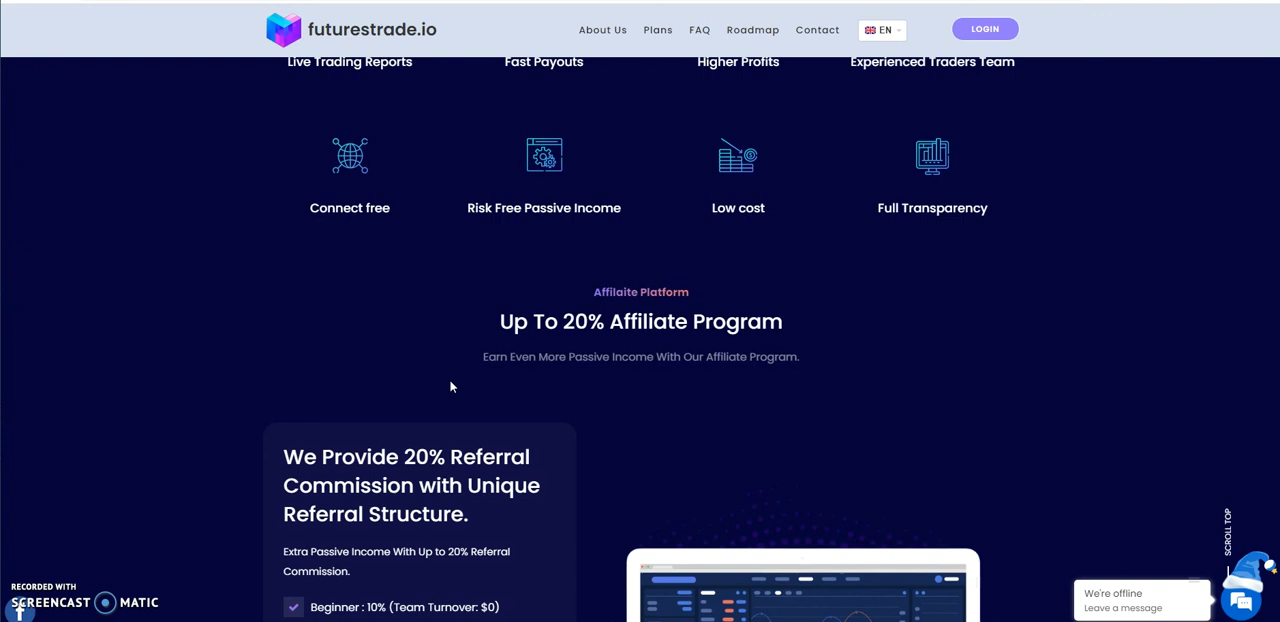 futurestrade.io
About Us Plans FAQ Roadmap Contact EN LOGIN
Live Trading Reports Fast Payouts Higher Profits Experienced Traders Team
Connect free Risk Free Passive Income Low cost Full Transparency
Affilaite Platform
Up To 20% Affiliate Program
Earn Even More Passive Income With Our Affiliate Program.
We Provide 20% Referral
Commission with Unique
Referral Structure.
Extra Passive Income With Up to 20% Referral
Commission.
Beginner : 10% (Team Turnover: $0)
SCROLL TOP
We're offline
Leave a message
RECORDED WITH
SCREENCAST MATIC